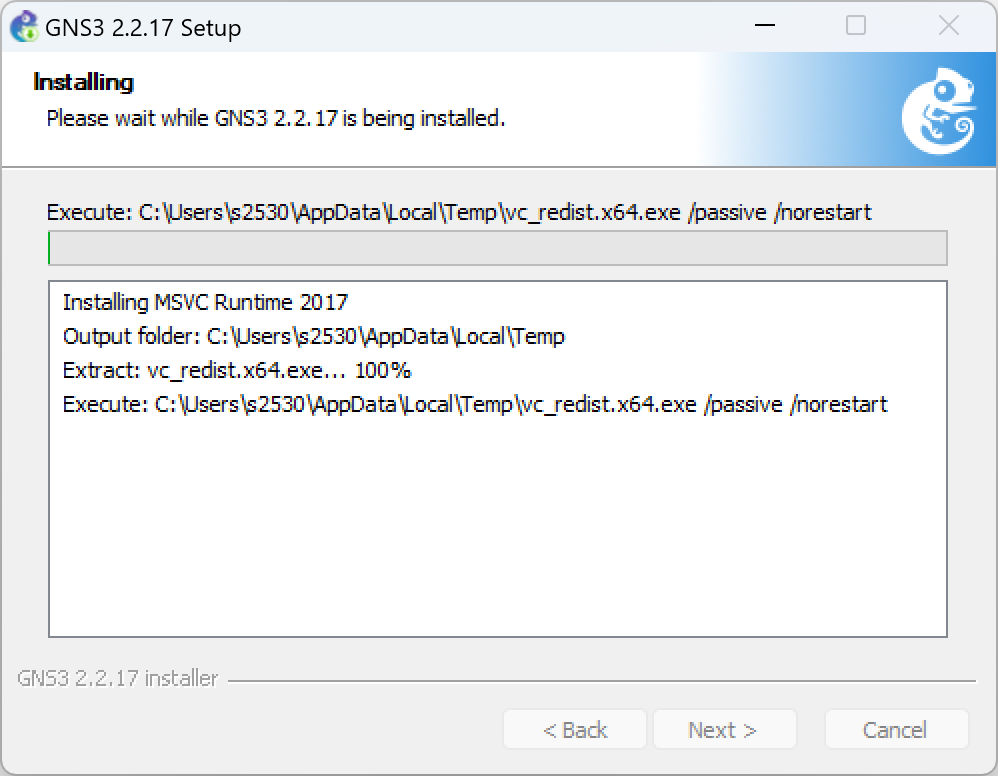 GNS3 2.2.17 Setup
Installing
Please wait while GNS3 2.2.17 is being installed.
Execute: C:\Users\s2530\AppData\Local\Temp\vc_redist.x64.exe /passive /norestart
Installing MSVC Runtime 2017
Output folder: C:\Users\s2530\AppData\Local\Temp
Extract: vc_redist.x64.exe... 100%
Execute: C:\Users\s2530\AppData\Local\Temp\vc_redist.x64.exe /passive /norestart
GNS3 2.2.17 installer
< Back Next > Cancel